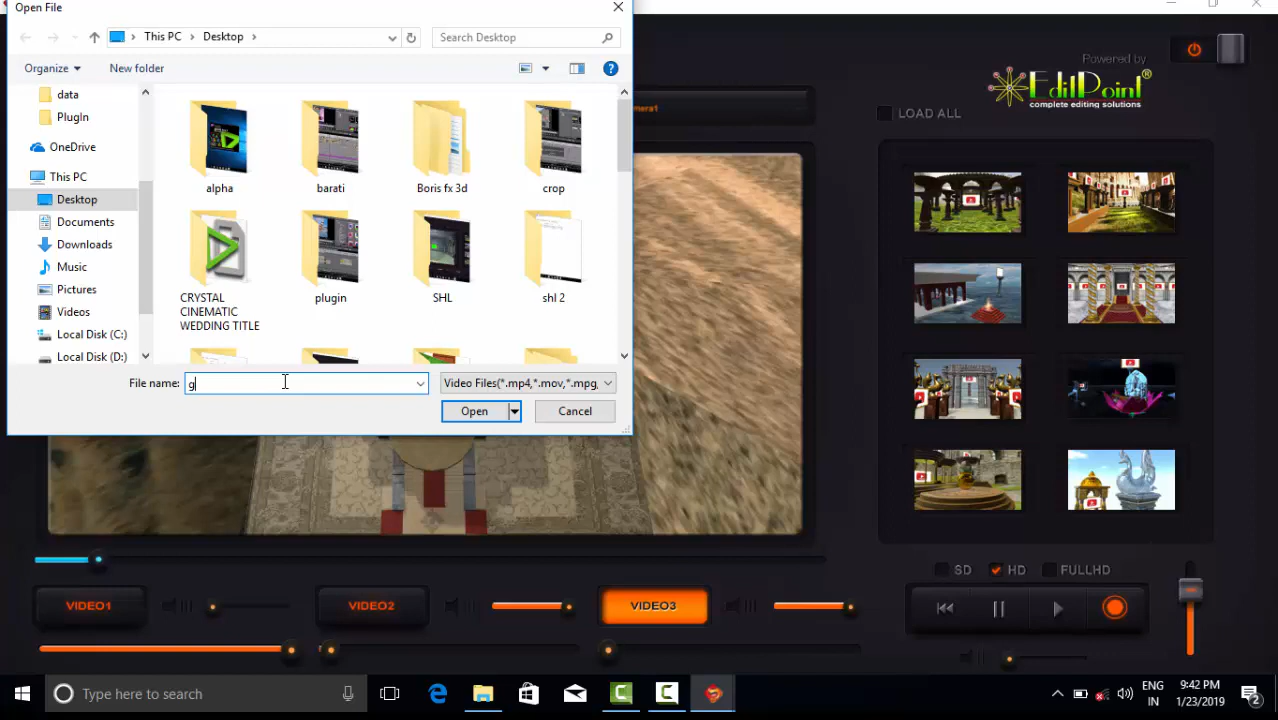 Open File
This PC > Desktop >
Search Desktop
Organize
New folder
data
PlugIn
OneDrive
This PC
Desktop
Documents
Downloads
Music
Pictures
Videos
Local Disk (C:)
Local Disk (D:)
alpha
barati
Boris fx 3d
crop
CRYSTAL
CINEMATIC
WEDDING TITLE
plugin
SHL
shl 2
File name:
g
Video Files(*.mp4,*.mov,*.mpg,
Open
Cancel
mera1
Powered by
EditPoint
complete editing solutions
LOAD ALL
VIDEO1
VIDEO2
VIDEO3
SD
HD
FULLHD
Type here to search
ENG
IN
9:42 PM
1/23/2019
2